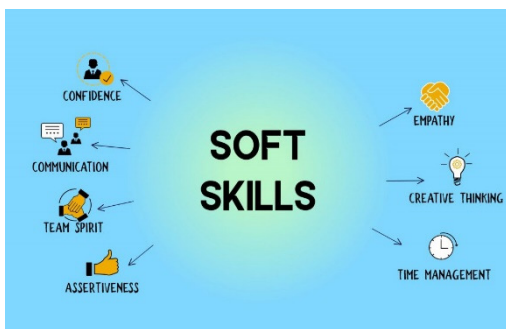 SOFT
SKILLS
CONFIDENCE
COMMUNICATION
TEAM SPIRIT
ASSERTIVENESS
EMPATHY
CREATIVE THINKING
TIME MANAGEMENT